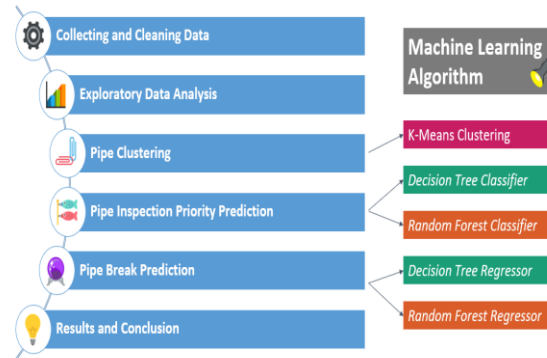 Collecting and Cleaning Data
Exploratory Data Analysis
Pipe Clustering
Pipe Inspection Priority Prediction
Pipe Break Prediction
Results and Conclusion
Machine Learning
Algorithm
K-Means Clustering
Decision Tree Classifier
Random Forest Classifier
Decision Tree Regressor
Random Forest Regressor